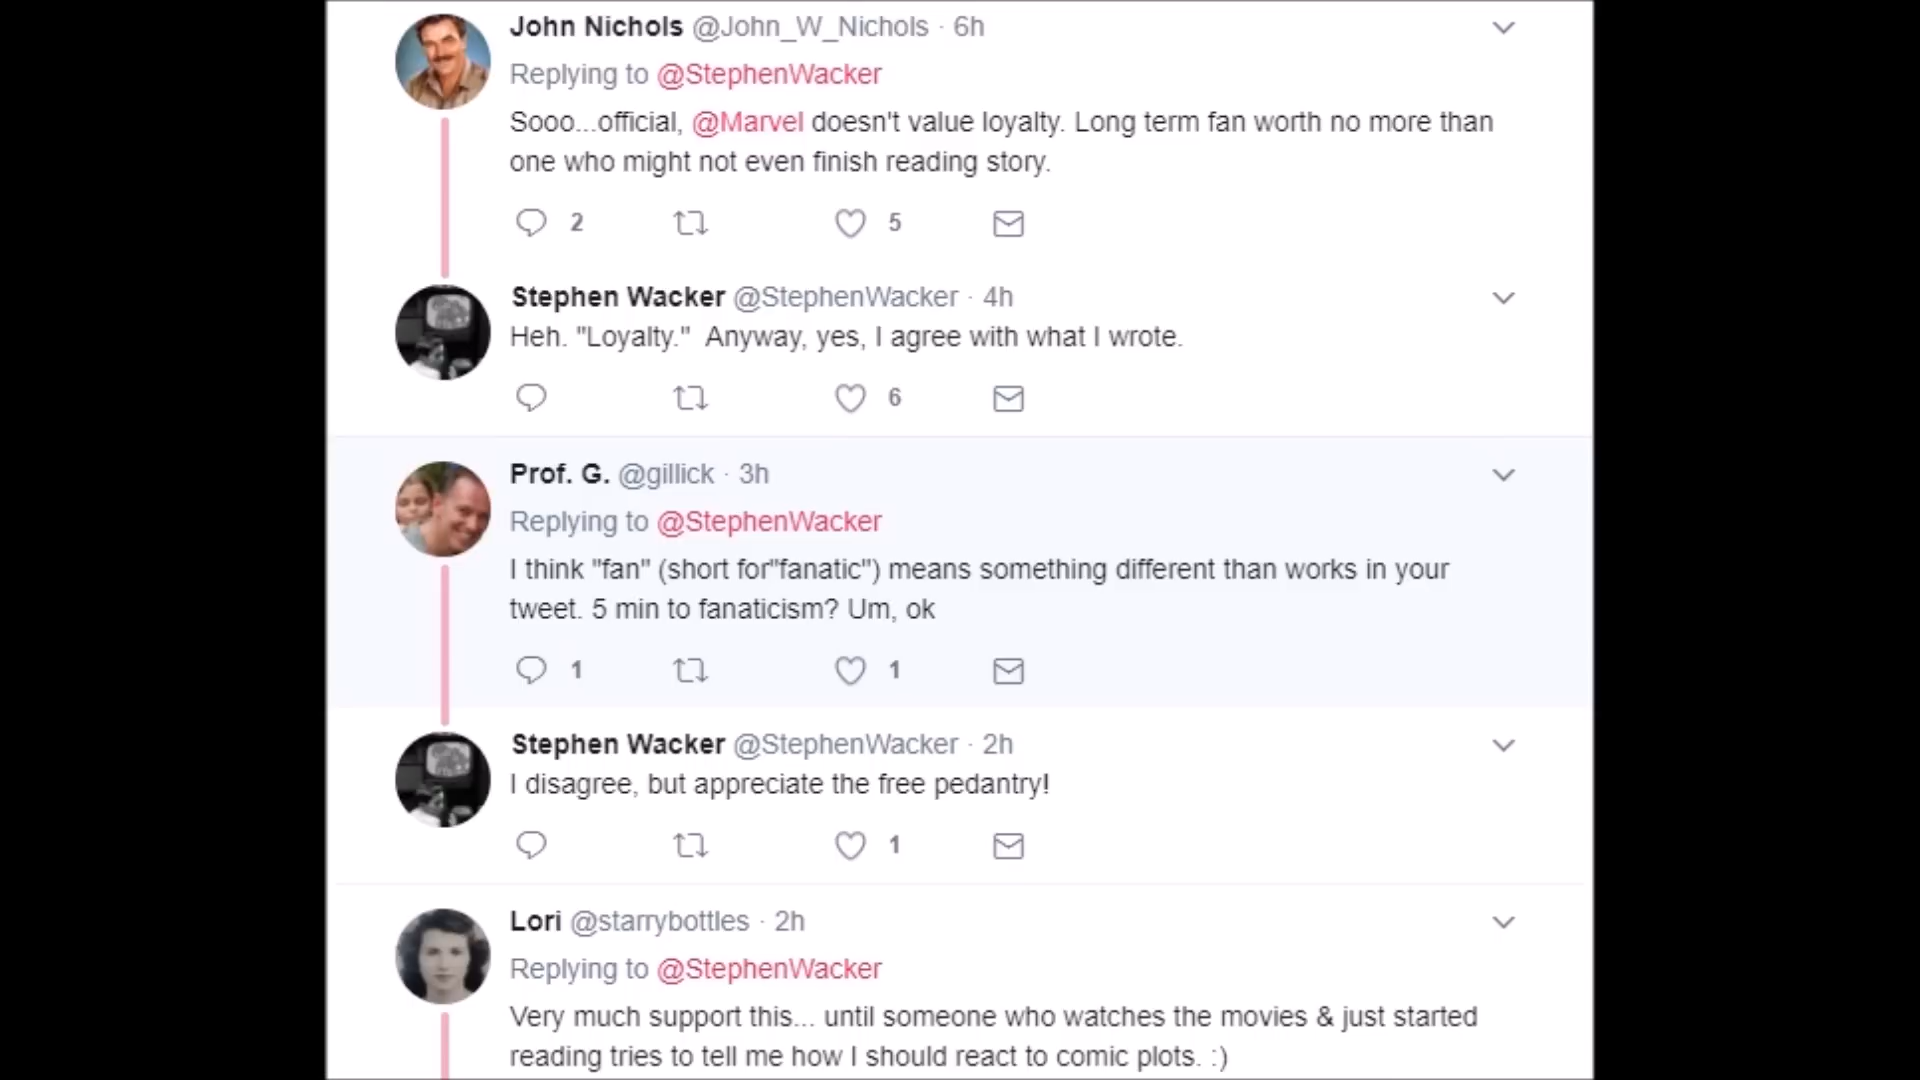 John Nichols @John_W_Nichols · 6h
Replying to @StephenWacker
Sooo...official, @Marvel doesn't value loyalty. Long term fan worth no more than
one who might not even finish reading story.
2 5
Stephen Wacker @StephenWacker · 4h
Heh. "Loyalty."  Anyway, yes, I agree with what I wrote.
6
Prof. G. @gillick · 3h
Replying to @StephenWacker
I think "fan" (short for"fanatic") means something different than works in your
tweet. 5 min to fanaticism? Um, ok
1 1
Stephen Wacker @StephenWacker · 2h
I disagree, but appreciate the free pedantry!
1
Lori @starrybottles · 2h
Replying to @StephenWacker
Very much support this... until someone who watches the movies & just started
reading tries to tell me how I should react to comic plots. :)